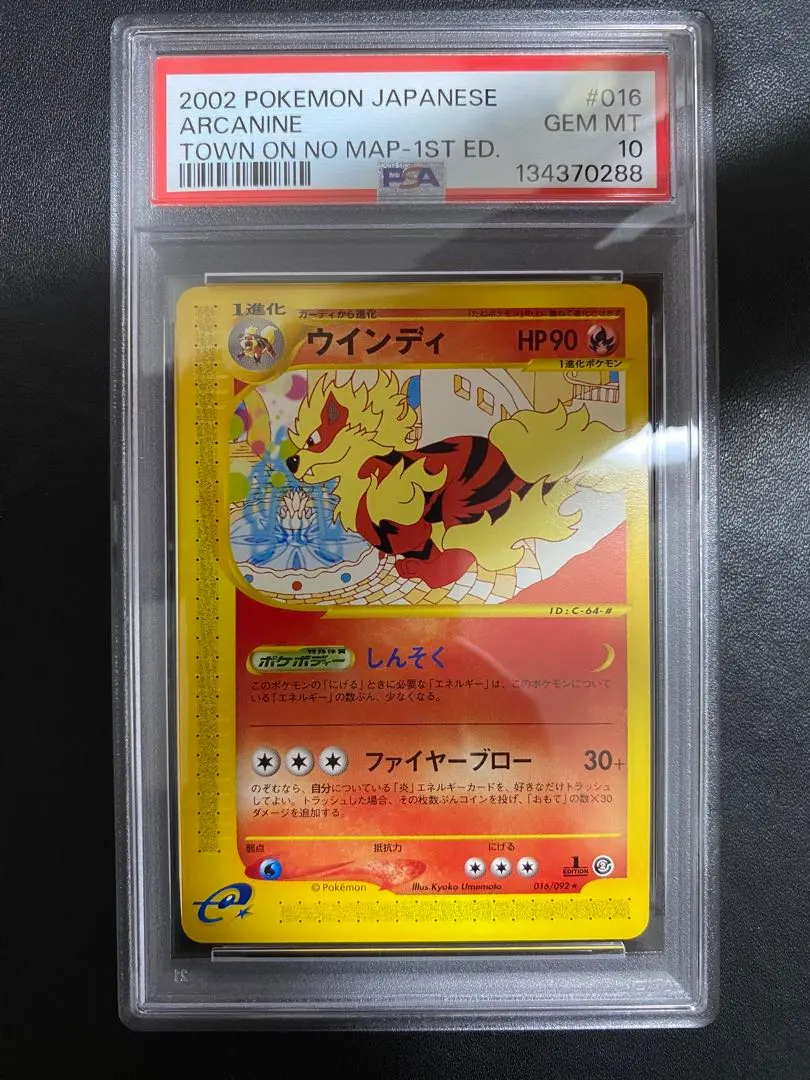 2002 POKEMON JAPANESE #016
ARCANINE GEM MT
TOWN ON NO MAP-1ST ED. 10
PSA 134370288
1進化 ガーディから進化
ウインディ HP90
1進化ポケモン
ID:C-64-#
特殊体質
ポケボディー しんそく
このポケモンの「にげる」ときに必要な「エネルギー」は、このポケモンについて
いる「エネルギー」の数ぶん、少なくなる。
ファイヤーブロー 30+
のぞむなら、自分についている「炎」エネルギーカードを、好きなだけトラッシュ
してよい。トラッシュした場合、その枚数ぶんコインを投げ、「おもて」の数×30
ダメージを追加する。
弱点 抵抗力 にげる
1 EDITION
©Pokémon Illus.Kyoko Umemoto 016/092★
e